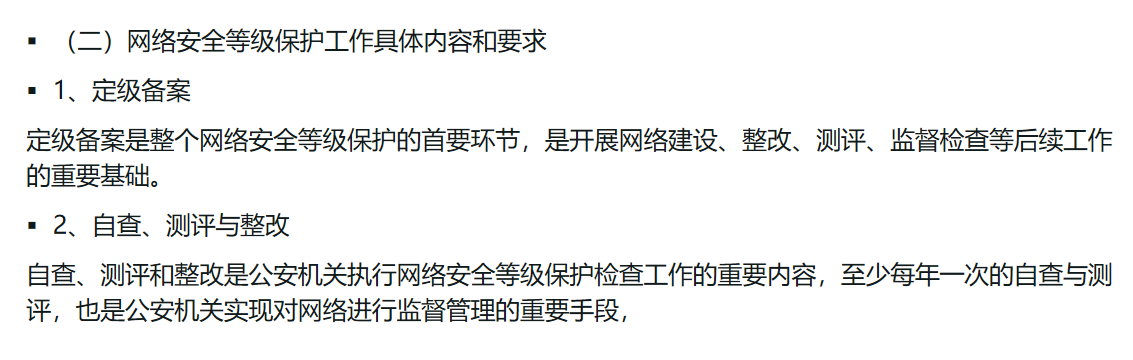 ▪ （二）网络安全等级保护工作具体内容和要求
▪ 1、定级备案
定级备案是整个网络安全等级保护的首要环节，是开展网络建设、整改、测评、监督检查等后续工作
的重要基础。
▪ 2、自查、测评与整改
自查、测评和整改是公安机关执行网络安全等级保护检查工作的重要内容，至少每年一次的自查与测
评，也是公安机关实现对网络进行监督管理的重要手段，